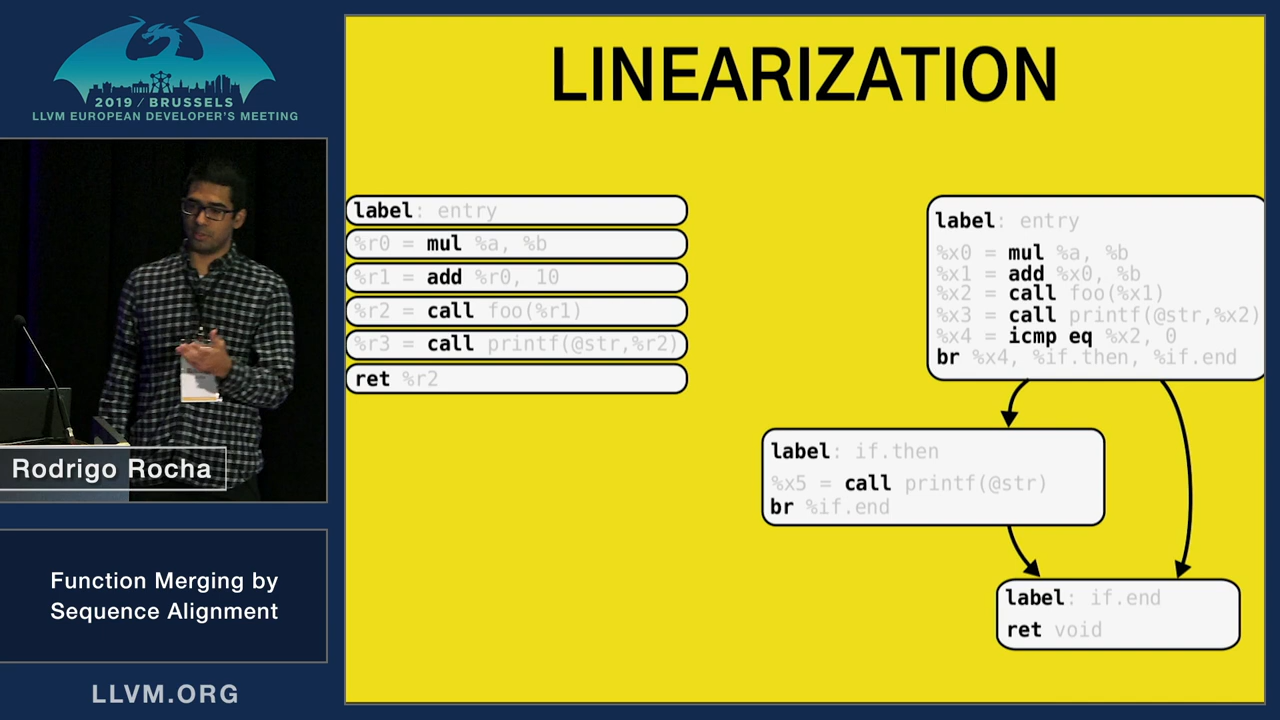 2019 / BRUSSELS
LLVM EUROPEAN DEVELOPER'S MEETING
Rodrigo Rocha
Function Merging by
Sequence Alignment
LLVM.ORG
LINEARIZATION
label: entry
%r0 = mul %a, %b
%r1 = add %r0, 10
%r2 = call foo(%r1)
%r3 = call printf(@str,%r2)
ret %r2
label: entry
%x0 = mul %a, %b
%x1 = add %x0, %b
%x2 = call foo(%x1)
%x3 = call printf(@str,%x2)
%x4 = icmp eq %x2, 0
br %x4, %if.then, %if.end
label: if.then
%x5 = call printf(@str)
br %if.end
label: if.end
ret void